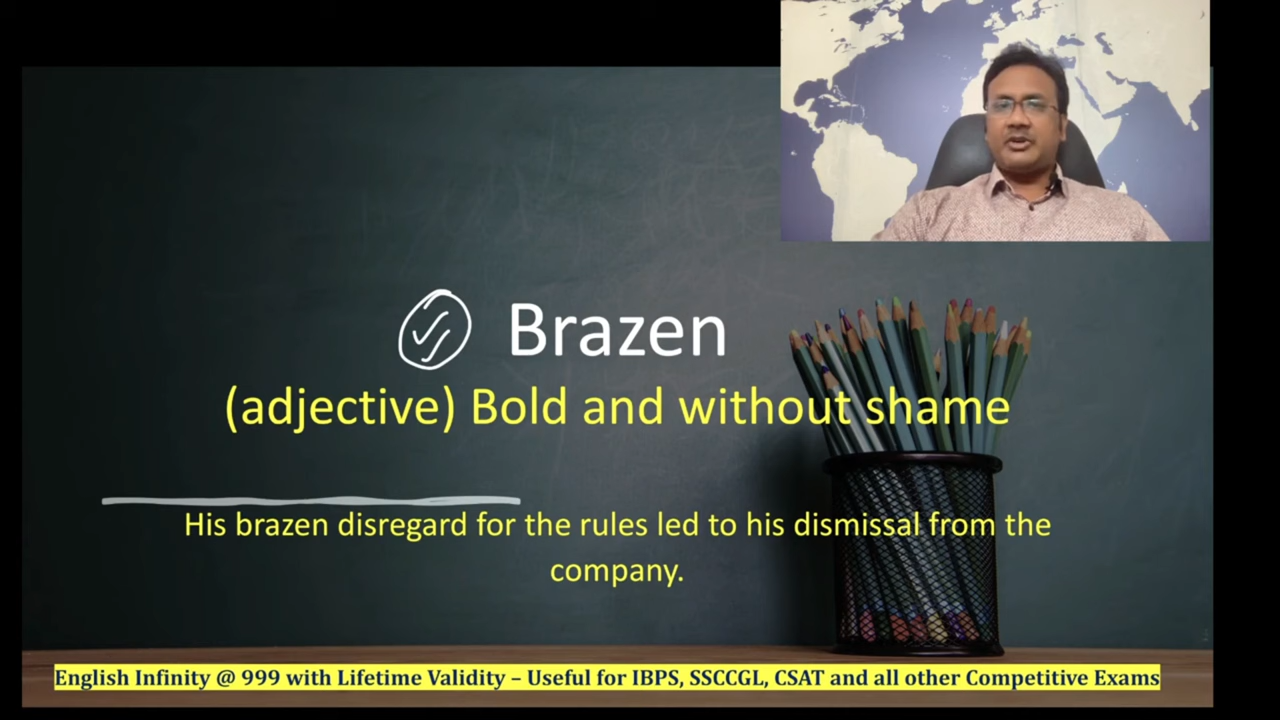 Brazen
(adjective) Bold and without shame
His brazen disregard for the rules led to his dismissal from the
company.
English Infinity @ 999 with Lifetime Validity – Useful for IBPS, SSCCGL, CSAT and all other Competitive Exams